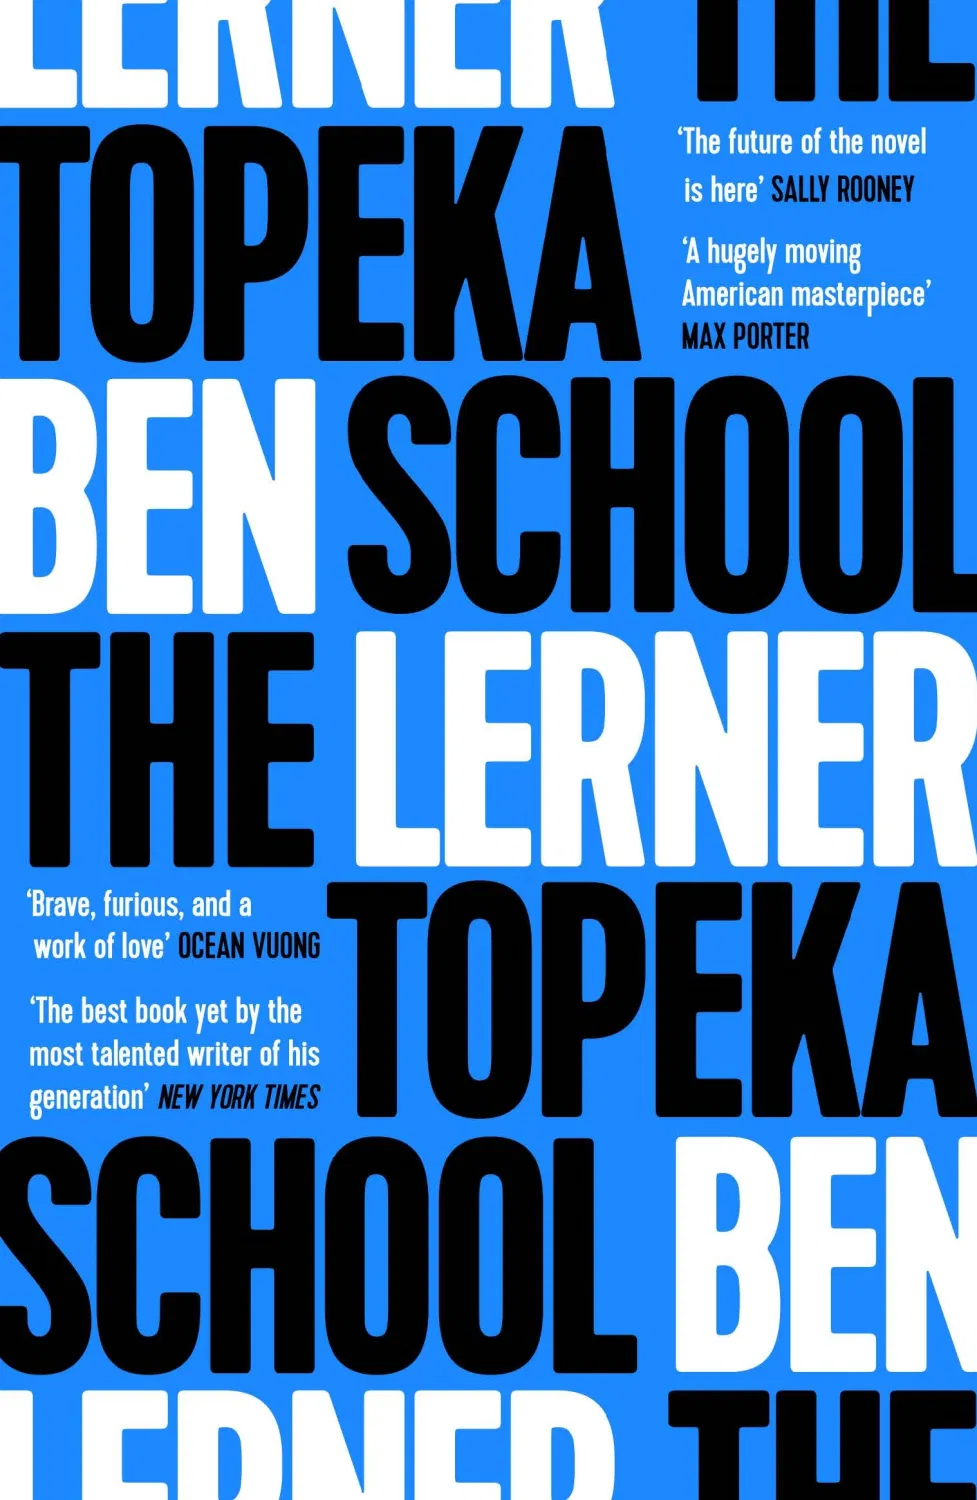 LERNER THE
TOPEKA
‘The future of the novel
is here’ SALLY ROONEY
‘A hugely moving
American masterpiece’
MAX PORTER
BEN SCHOOL
THE LERNER
‘Brave, furious, and a
work of love’ OCEAN VUONG
‘The best book yet by the
most talented writer of his
generation’ NEW YORK TIMES
TOPEKA
SCHOOL BEN
LERNER THE